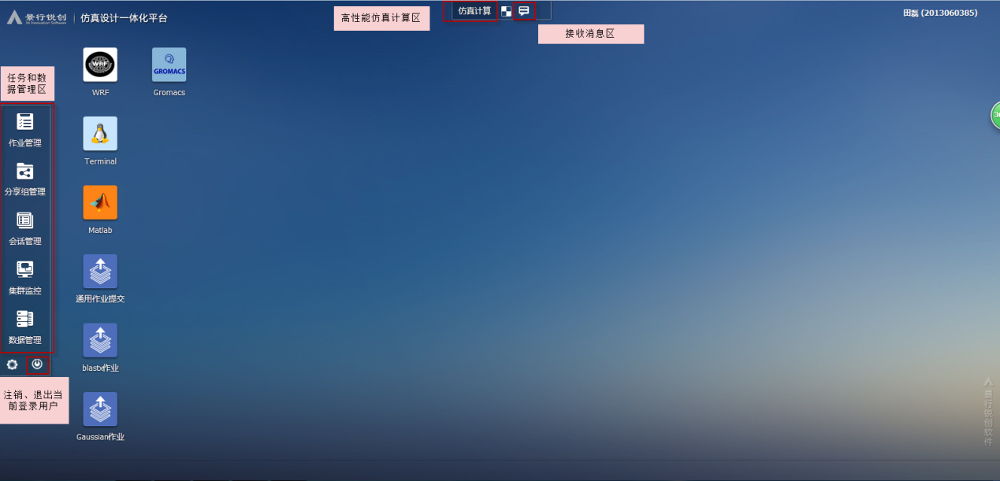 景行锐创
JH Innovation Software
仿真设计一体化平台
高性能仿真计算区
仿真计算
接收消息区
田磊 (2013060385)
任务和数
据管理区
作业管理
分享组管理
会话管理
集群监控
数据管理
注销、退出当
前登录用户
WRF
WRF
GROMACS
Gromacs
Terminal
Matlab
通用作业提交
blastx作业
Gaussian作业
景行锐创软件